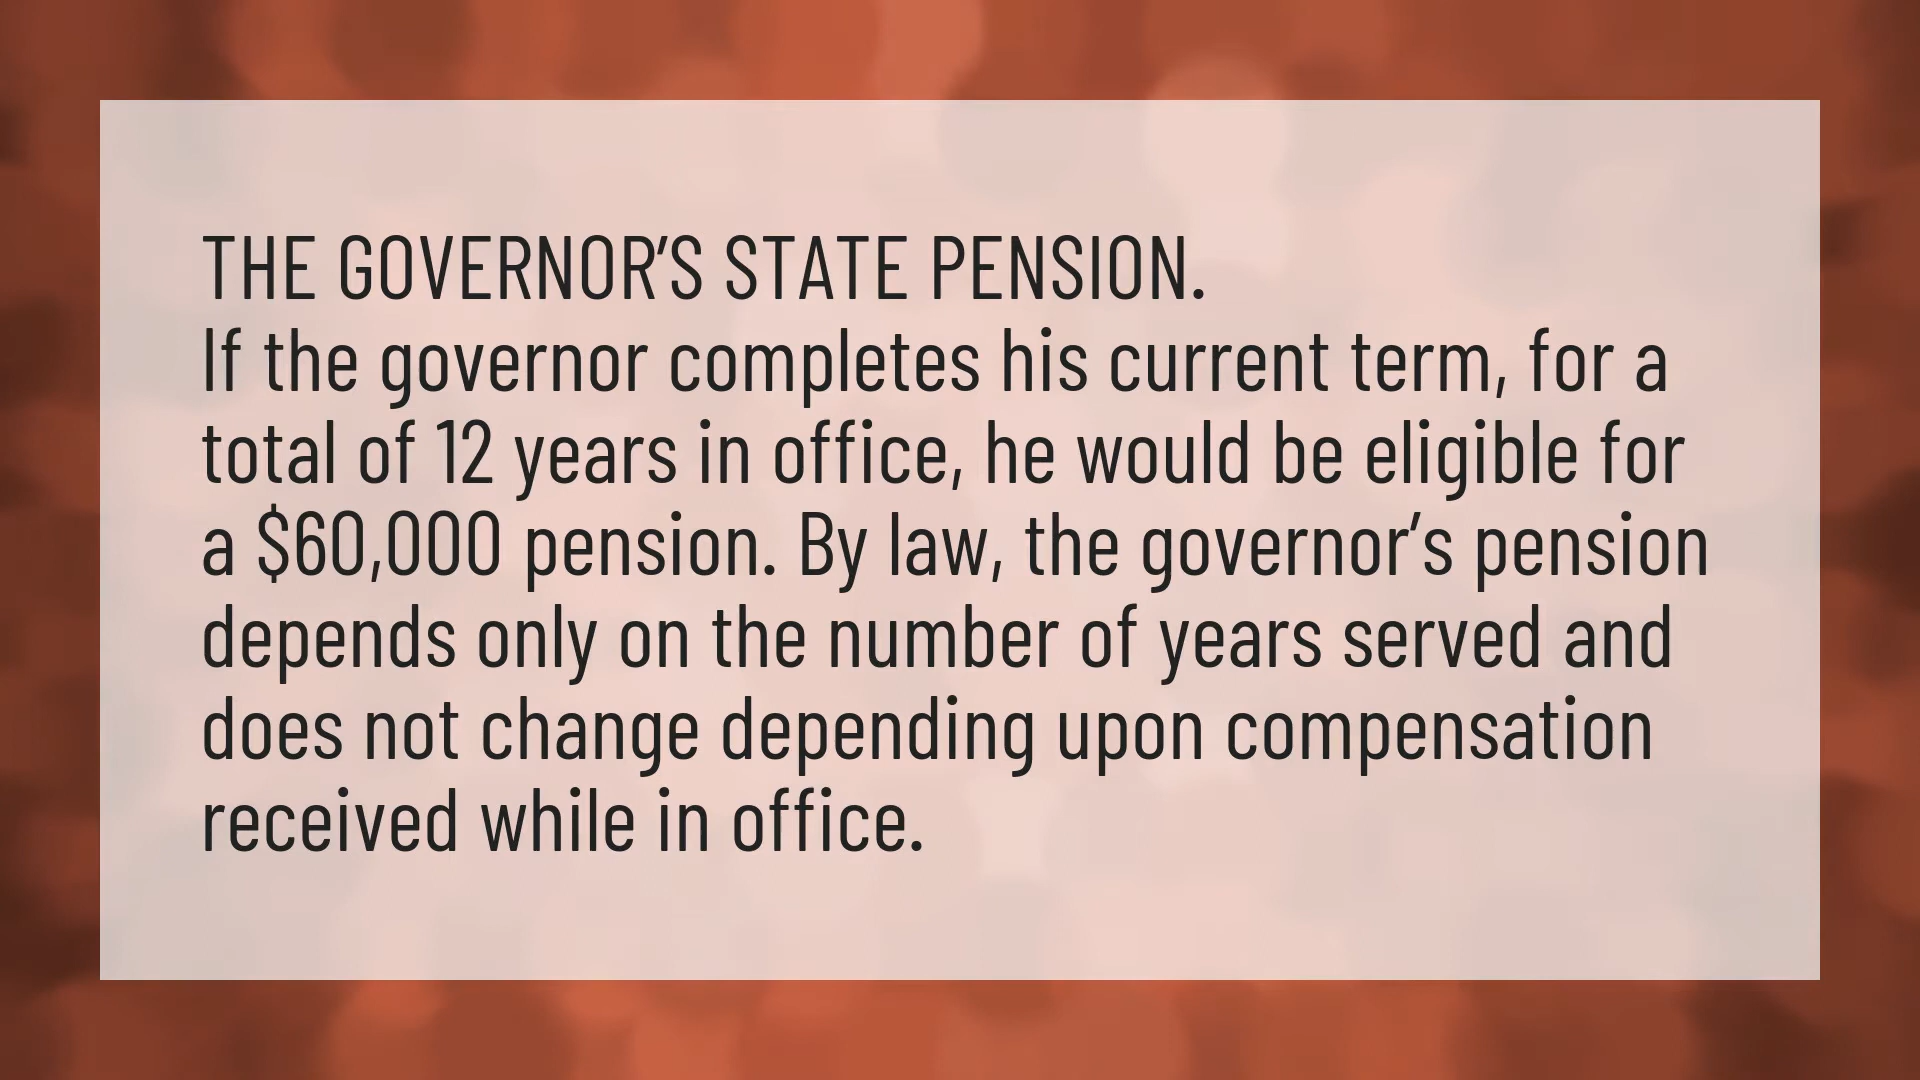 THE GOVERNOR’S STATE PENSION.
If the governor completes his current term, for a
total of 12 years in office, he would be eligible for
a $60,000 pension. By law, the governor’s pension
depends only on the number of years served and
does not change depending upon compensation
received while in office.